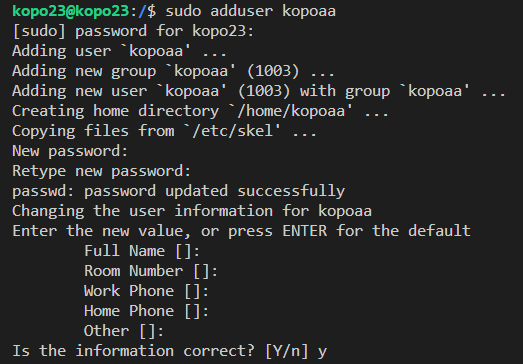 kopo23@kopo23:/$ sudo adduser kopoaa
[sudo] password for kopo23:
Adding user `kopoaa' ...
Adding new group `kopoaa' (1003) ...
Adding new user `kopoaa' (1003) with group `kopoaa' ...
Creating home directory `/home/kopoaa' ...
Copying files from `/etc/skel' ...
New password:
Retype new password:
passwd: password updated successfully
Changing the user information for kopoaa
Enter the new value, or press ENTER for the default
        Full Name []:
        Room Number []:
        Work Phone []:
        Home Phone []:
        Other []:
Is the information correct? [Y/n] y